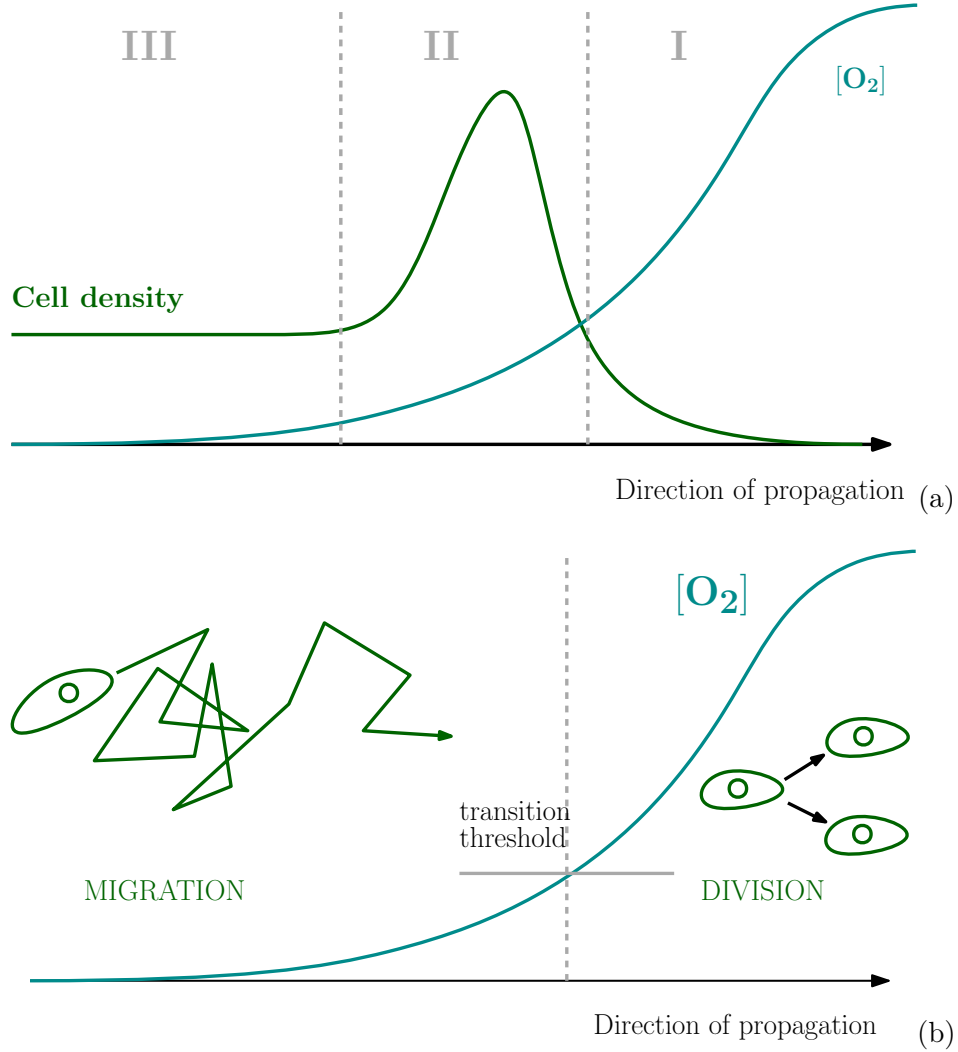 III
II
I
[O₂]
Cell density
Direction of propagation
(a)
[O₂]
transition
threshold
MIGRATION
DIVISION
Direction of propagation
(b)